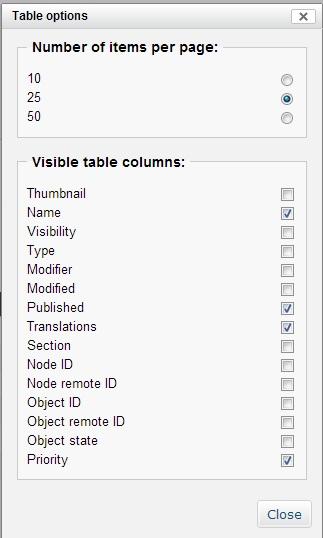 Table options
Number of items per page:
10
25
50
Visible table columns:
Thumbnail
Name
Visibility
Type
Modifier
Modified
Published
Translations
Section
Node ID
Node remote ID
Object ID
Object remote ID
Object state
Priority
Close